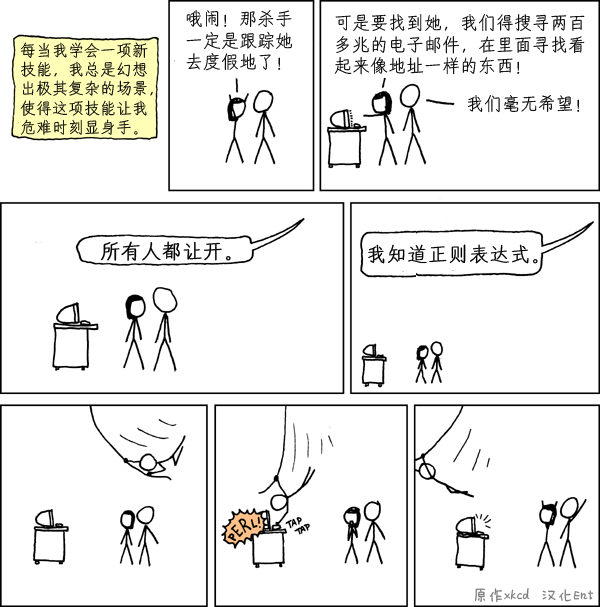 每当我学会一项新
技能，我总是幻想
出极其复杂的场景，
使得这项技能让我
危难时刻显身手。
哦闹！那杀手
一定是跟踪她
去度假地了！
可是要找到她，我们得搜寻两百
多兆的电子邮件，在里面寻找看
起来像地址一样的东西！
我们毫无希望！
所有人都让开。
我知道正则表达式。
PERL!
TAP
TAP
原作xkcd 汉化Ent